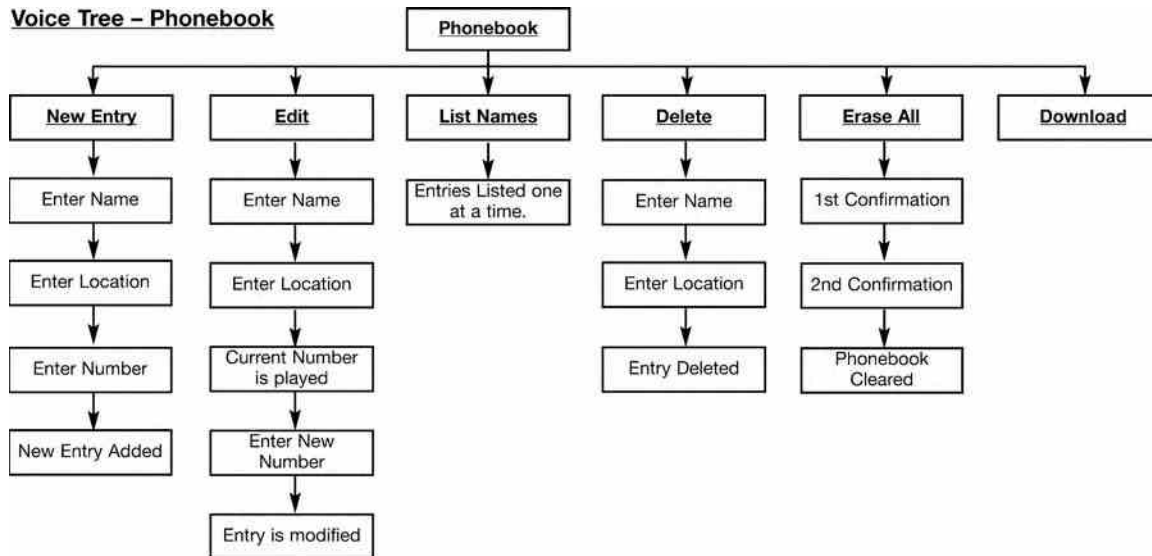 Voice Tree – Phonebook
Phonebook
New Entry
Edit
List Names
Delete
Erase All
Download
Enter Name
Enter Name
Entries Listed one
at a time.
Enter Name
1st Confirmation
Enter Location
Enter Location
Enter Location
2nd Confirmation
Enter Number
Current Number
is played
Entry Deleted
Phonebook
Cleared
New Entry Added
Enter New
Number
Entry is modified